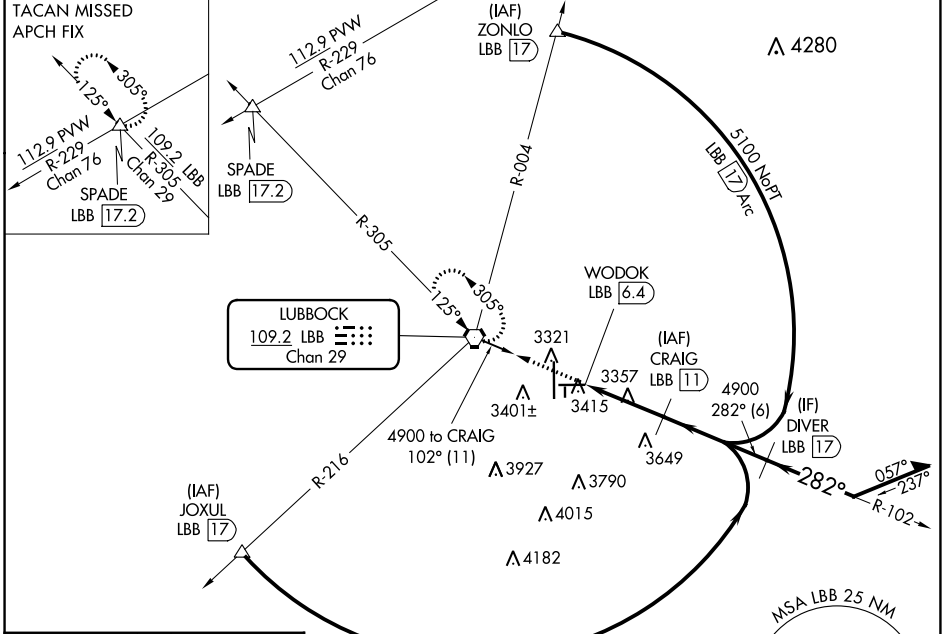 TACAN MISSED
APCH FIX
125°
305°
112.9 PVW
R-229
Chan 76
109.2 LBB
R-305
Chan 29
SPADE
LBB 17.2
112.9 PVW
R-229
Chan 76
SPADE
LBB 17.2
R-305
(IAF)
ZONLO
LBB 17
R-004
4280
5100 NoPT
LBB 17 Arc
LUBBOCK
109.2 LBB
Chan 29
125°
305°
WODOK
LBB 6.4
3321
3357
(IAF)
CRAIG
LBB 11
3401±
3415
4900
282° (6)
(IF)
DIVER
LBB 17
4900 to CRAIG
102° (11)
3649
R-216
3927
3790
282°
057°
237°
R-102
(IAF)
JOXUL
LBB 17
4015
4182
MSA LBB 25 NM